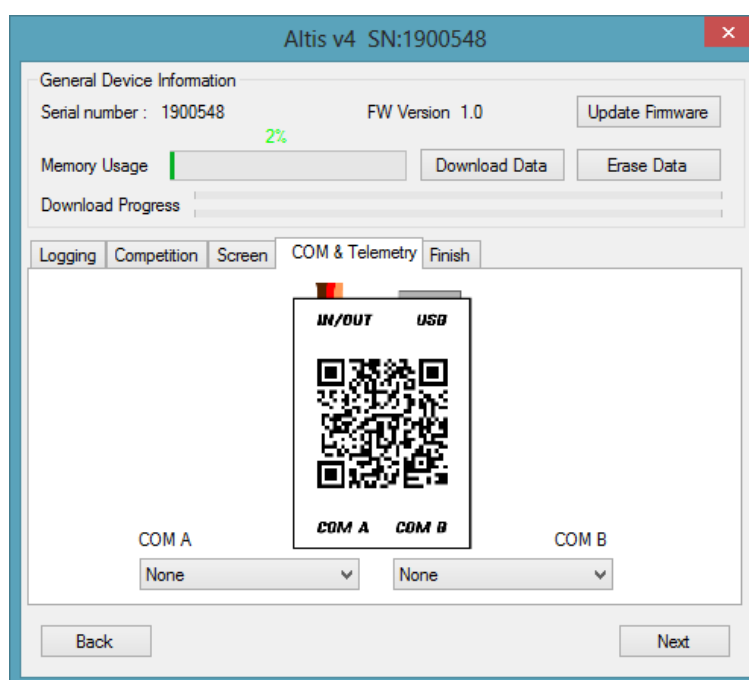 Altis v4 SN:1900548
General Device Information
Serial number : 1900548 FW Version 1.0 Update Firmware
2%
Memory Usage Download Data Erase Data
Download Progress
Logging Competition Screen COM & Telemetry Finish
IN/OUT USB
COM A COM B
COM A COM B
None None
Back Next